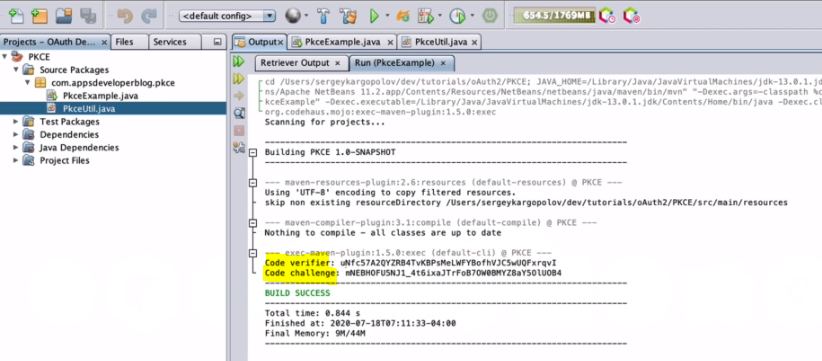 <default config>
654.5/1769MB
Projects - OAuth De...
Files
Services
Output
PkceExample.java
PkceUtil.java
PKCE
Source Packages
com.appsdeveloperblog.pkce
PkceExample.java
PkceUtil.java
Test Packages
Dependencies
Java Dependencies
Project Files
Retriever Output
Run (PkceExample)
cd /Users/sergeykargopolov/dev/tutorials/oAuth2/PKCE; JAVA_HOME=/Library/Java/JavaVirtualMachines/jdk-13.0.1.jdk/
ns/Apache NetBeans 11.2.app/Contents/Resources/NetBeans/netbeans/java/maven/bin/mvn" "-Dexec.args=-classpath %c
kceExample" -Dexec.executable=/Library/Java/JavaVirtualMachines/jdk-13.0.1.jdk/Contents/Home/bin/java -Dexec.cl
org.codehaus.mojo:exec-maven-plugin:1.5.0:exec
Scanning for projects...
------------------------------------------------------------------------
Building PKCE 1.0-SNAPSHOT
------------------------------------------------------------------------
--- maven-resources-plugin:2.6:resources (default-resources) @ PKCE ---
Using 'UTF-8' encoding to copy filtered resources.
skip non existing resourceDirectory /Users/sergeykargopolov/dev/tutorials/oAuth2/PKCE/src/main/resources
--- maven-compiler-plugin:3.1:compile (default-compile) @ PKCE ---
Nothing to compile - all classes are up to date
--- exec-maven-plugin:1.5.0:exec (default-cli) @ PKCE ---
Code verifier: uNfc57A2QYZRB4TvKBPsMeLWFYBofhVJC5wUQFxrqvI
Code challenge: mNEBHOFU5NJ1_4t6ixaJTrFoB7OW0BMYZ8aY5OlUOB4
------------------------------------------------------------------------
BUILD SUCCESS
------------------------------------------------------------------------
Total time: 0.844 s
Finished at: 2020-07-18T07:11:33-04:00
Final Memory: 9M/44M
------------------------------------------------------------------------